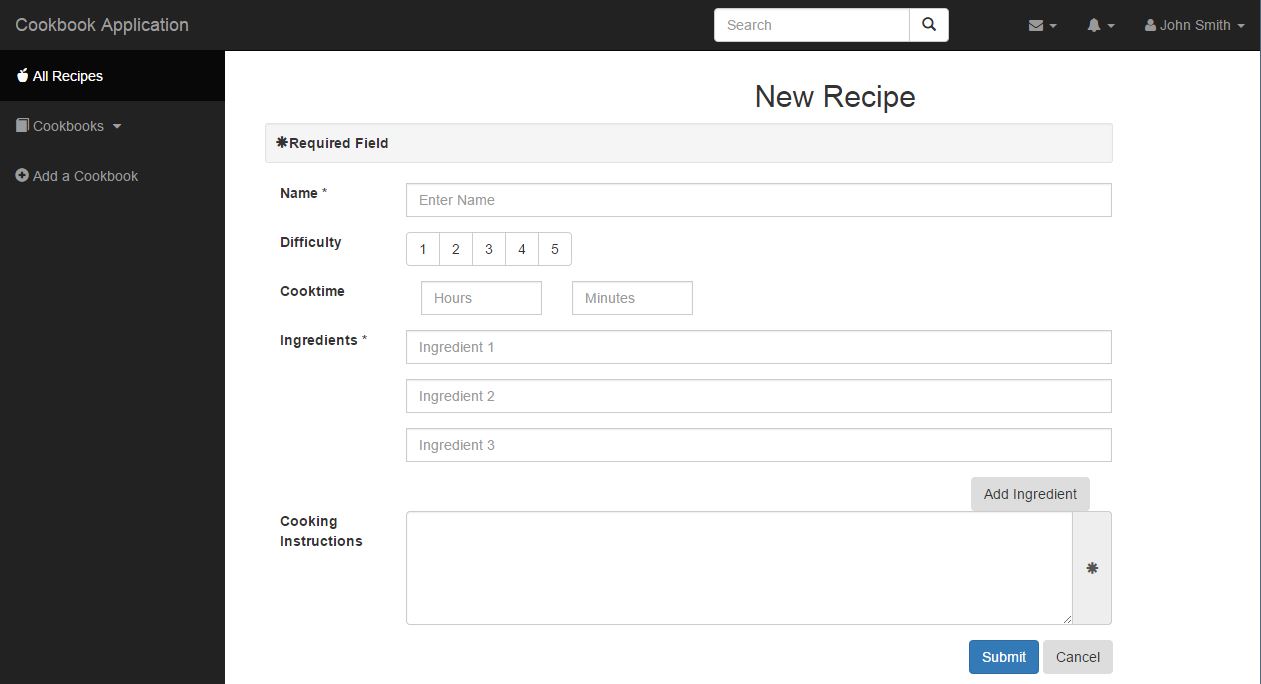 Cookbook Application
Search
John Smith
All Recipes
Cookbooks
Add a Cookbook
New Recipe
✱Required Field
Name *
Enter Name
Difficulty
1 2 3 4 5
Cooktime
Hours Minutes
Ingredients *
Ingredient 1
Ingredient 2
Ingredient 3
Add Ingredient
Cooking
Instructions
✱
Submit Cancel